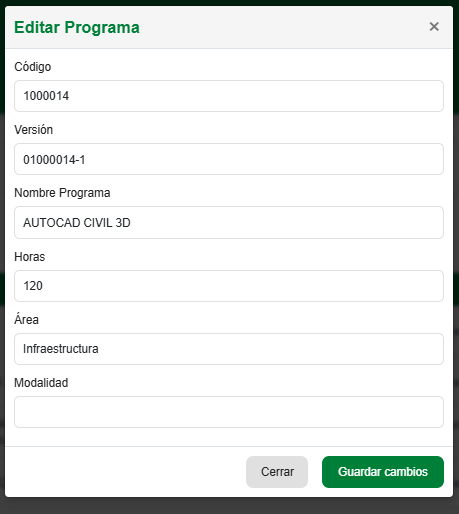 Editar Programa ×
Código
1000014
Versión
01000014-1
Nombre Programa
AUTOCAD CIVIL 3D
Horas
120
Área
Infraestructura
Modalidad
Cerrar Guardar cambios